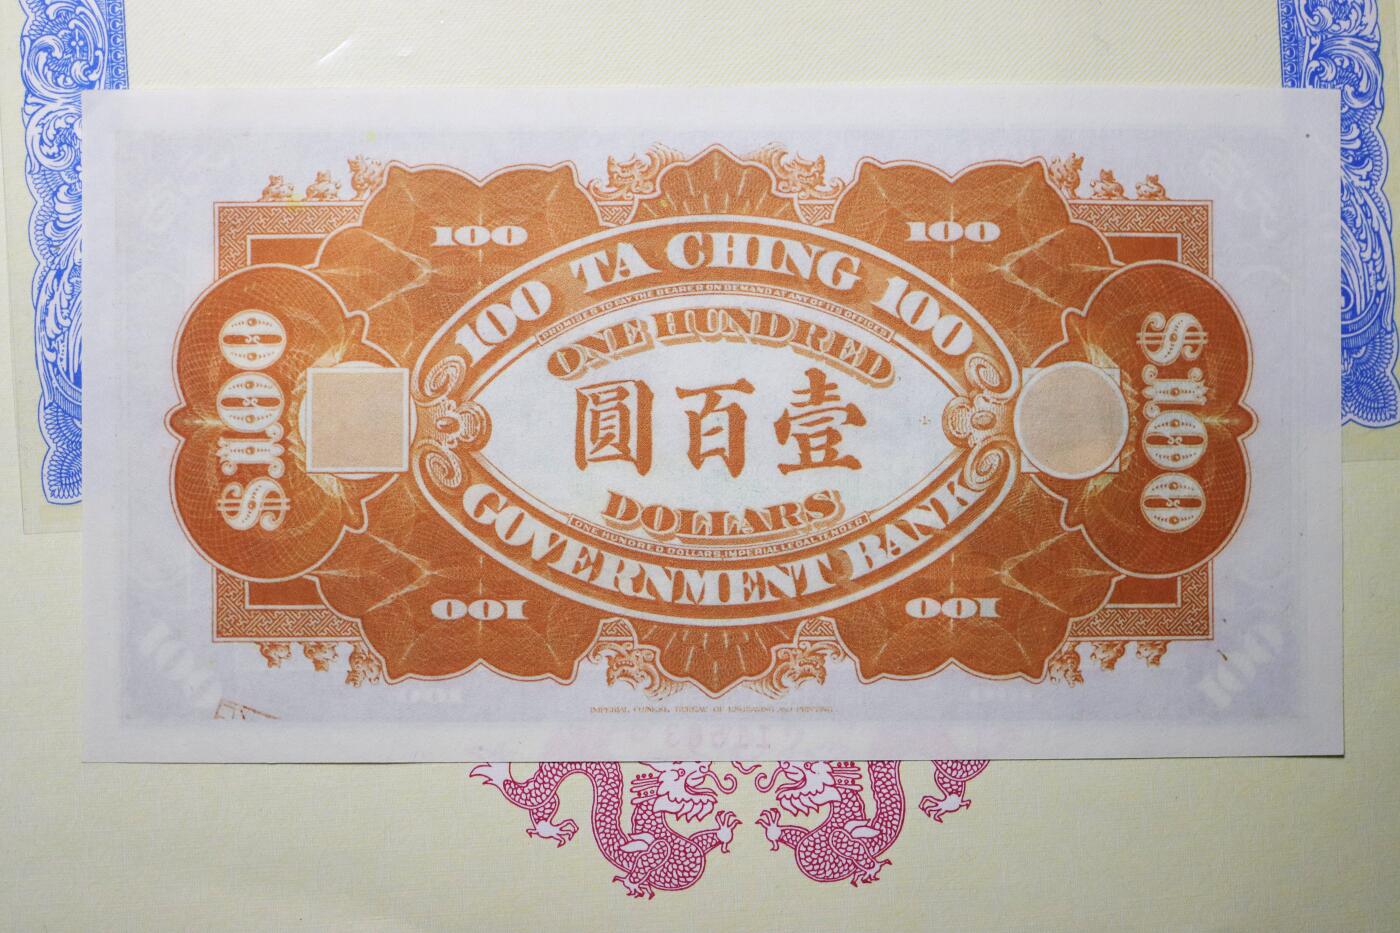 100 100
100 TA CHING 100
PROMISES TO PAY THE BEARER ON DEMAND AT ANY OF ITS OFFICES
ONE HUNDRED
$100 圓百壹 $100
DOLLARS
ONE HUNDRED DOLLARS, IMPERIAL LEGAL TENDER
GOVERNMENT BANK
100 100
IMPERIAL CHINESE BUREAU OF ENGRAVING AND PRINTING